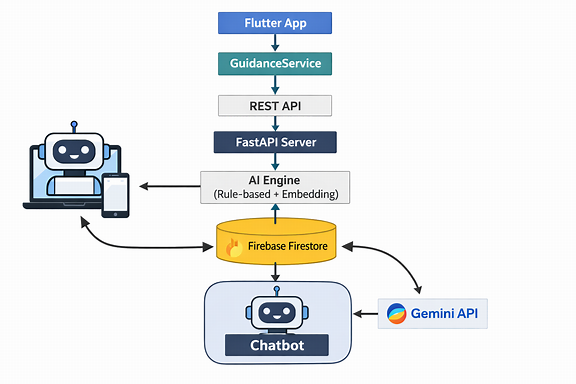 Flutter App
GuidanceService
REST API
FastAPI Server
AI Engine
(Rule-based + Embedding)
Firebase Firestore
Gemini API
Chatbot